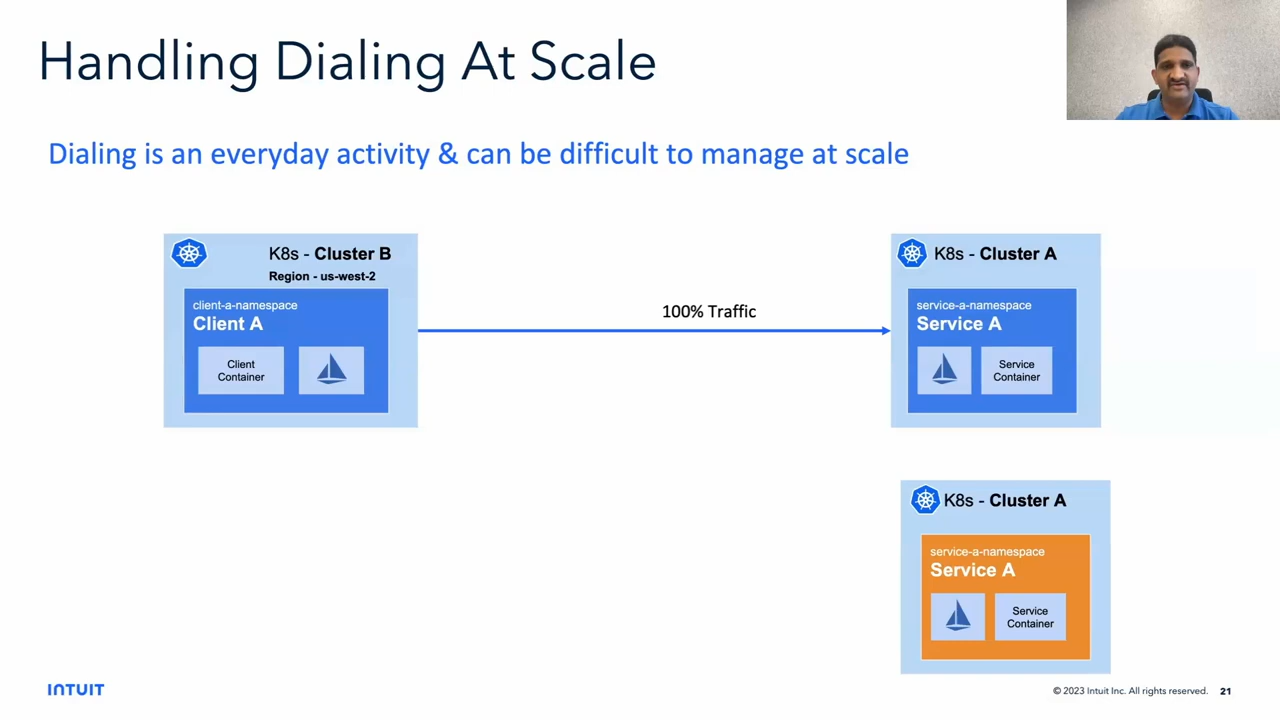 Handling Dialing At Scale
Dialing is an everyday activity & can be difficult to manage at scale
K8s - Cluster B
Region - us-west-2
client-a-namespace
Client A
Client
Container
100% Traffic
K8s - Cluster A
service-a-namespace
Service A
Service
Container
K8s - Cluster A
service-a-namespace
Service A
Service
Container
INTUIT
© 2023 Intuit Inc. All rights reserved. 21